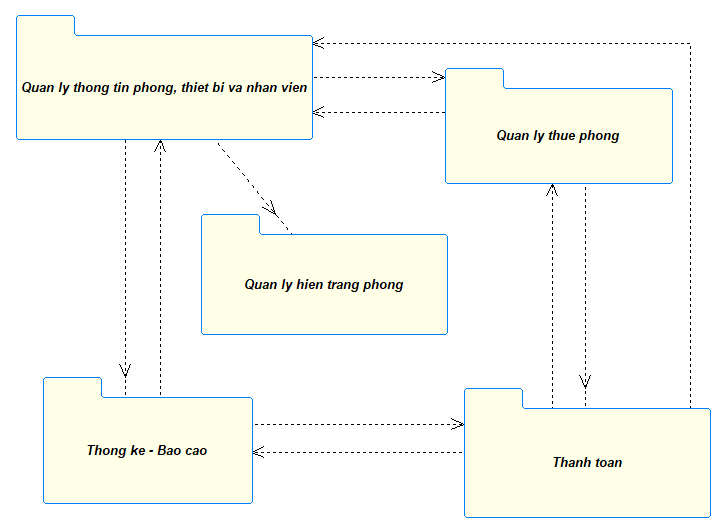 Quan ly thong tin phong, thiet bi va nhan vien
Quan ly thue phong
Quan ly hien trang phong
Thong ke - Bao cao
Thanh toan